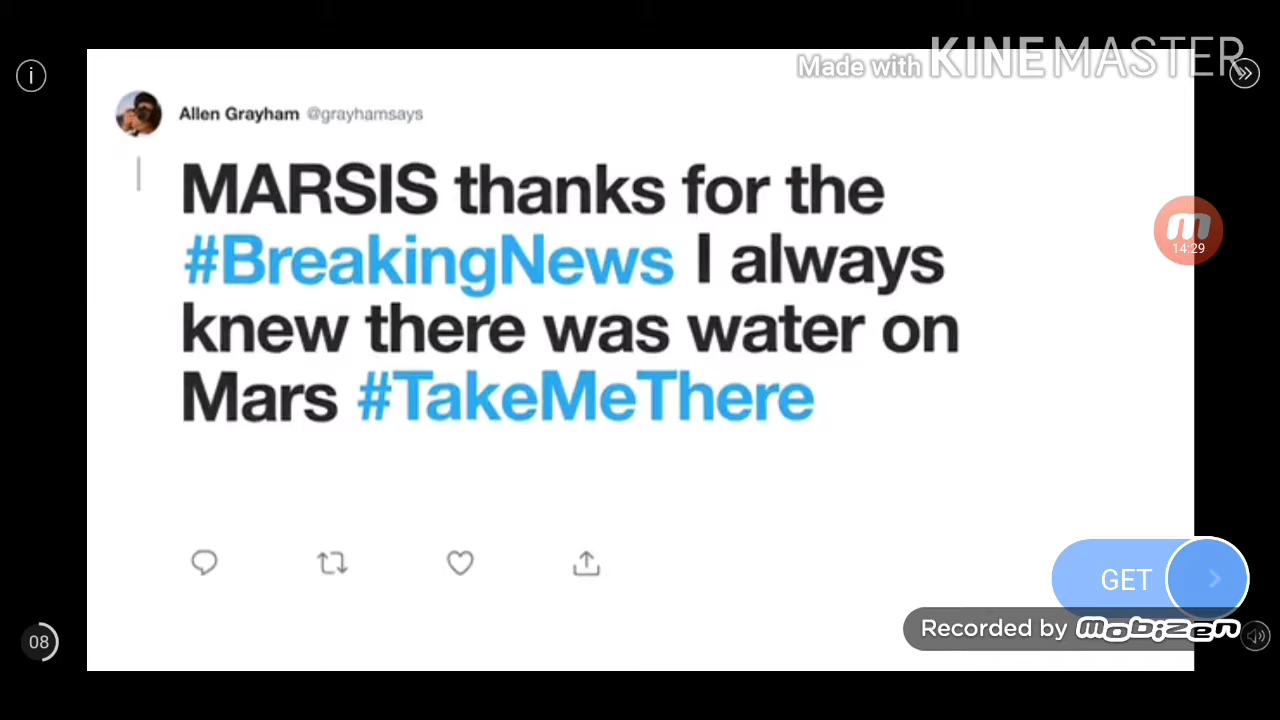 Made with KINEMASTER
i
Allen Grayham @grayhamsays
MARSIS thanks for the
#BreakingNews I always
knew there was water on
Mars #TakeMeThere
14:29
GET
Recorded by mobizen
08